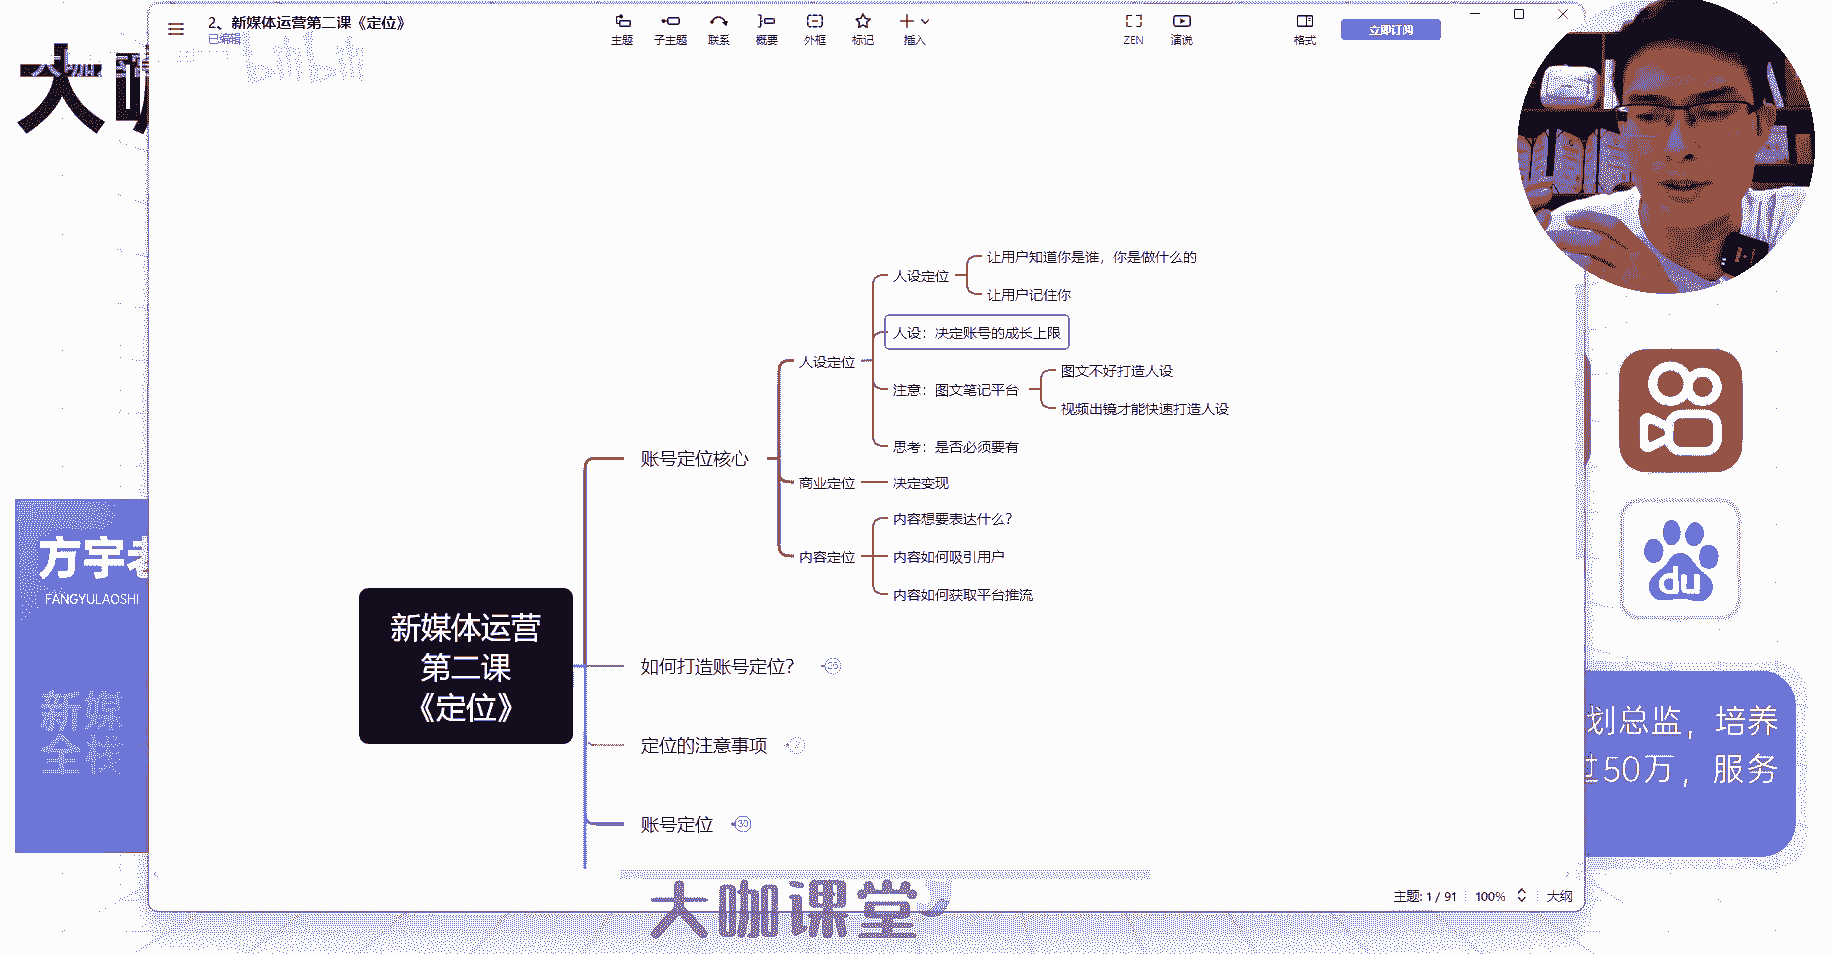 2、新媒体运营第二课《定位》
已编辑
主题
子主题
联系
概要
外框
标记
插入
ZEN
演说
格式
立即订阅
bilibili
大咖
让用户知道你是谁，你是做什么的
人设定位
让用户记住你
人设：决定账号的成长上限
人设定位
图文不好打造人设
注意：图文笔记平台
视频出镜才能快速打造人设
思考：是否必须要有
账号定位核心
商业定位
决定变现
内容想要表达什么？
内容定位
内容如何吸引用户
内容如何获取平台推流
新媒体运营
第二课
《定位》
如何打造账号定位？
定位的注意事项
账号定位
30
方宇老
FANGYULAOSHI
新媒
全栈
du
划总监，培养
过50万，服务
主题: 1 / 91
100%
大纲
大咖课堂